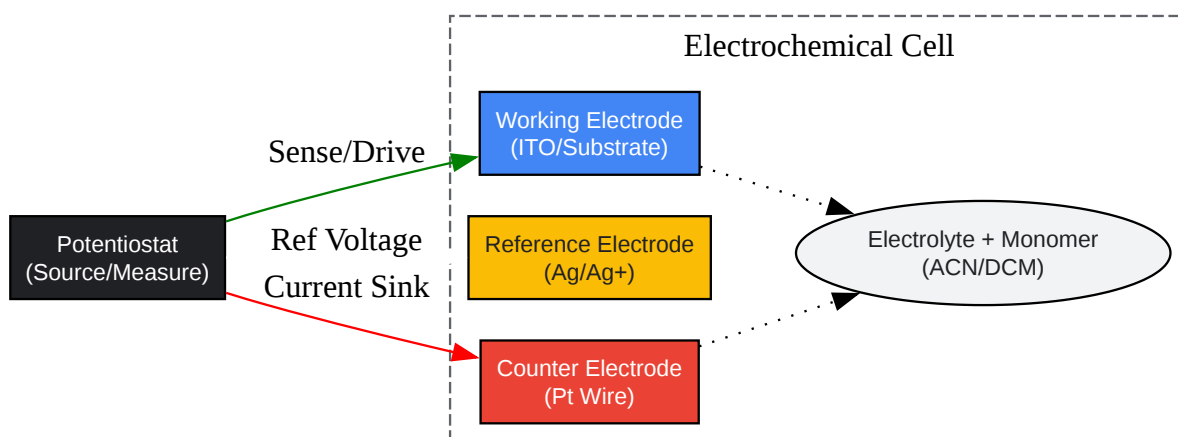 Electrochemical Cell
Working Electrode
(ITO/Substrate)
Sense/Drive
Potentiostat
(Source/Measure)
Ref Voltage
Current Sink
Reference Electrode
(Ag/Ag+)
Electrolyte + Monomer
(ACN/DCM)
Counter Electrode
(Pt Wire)